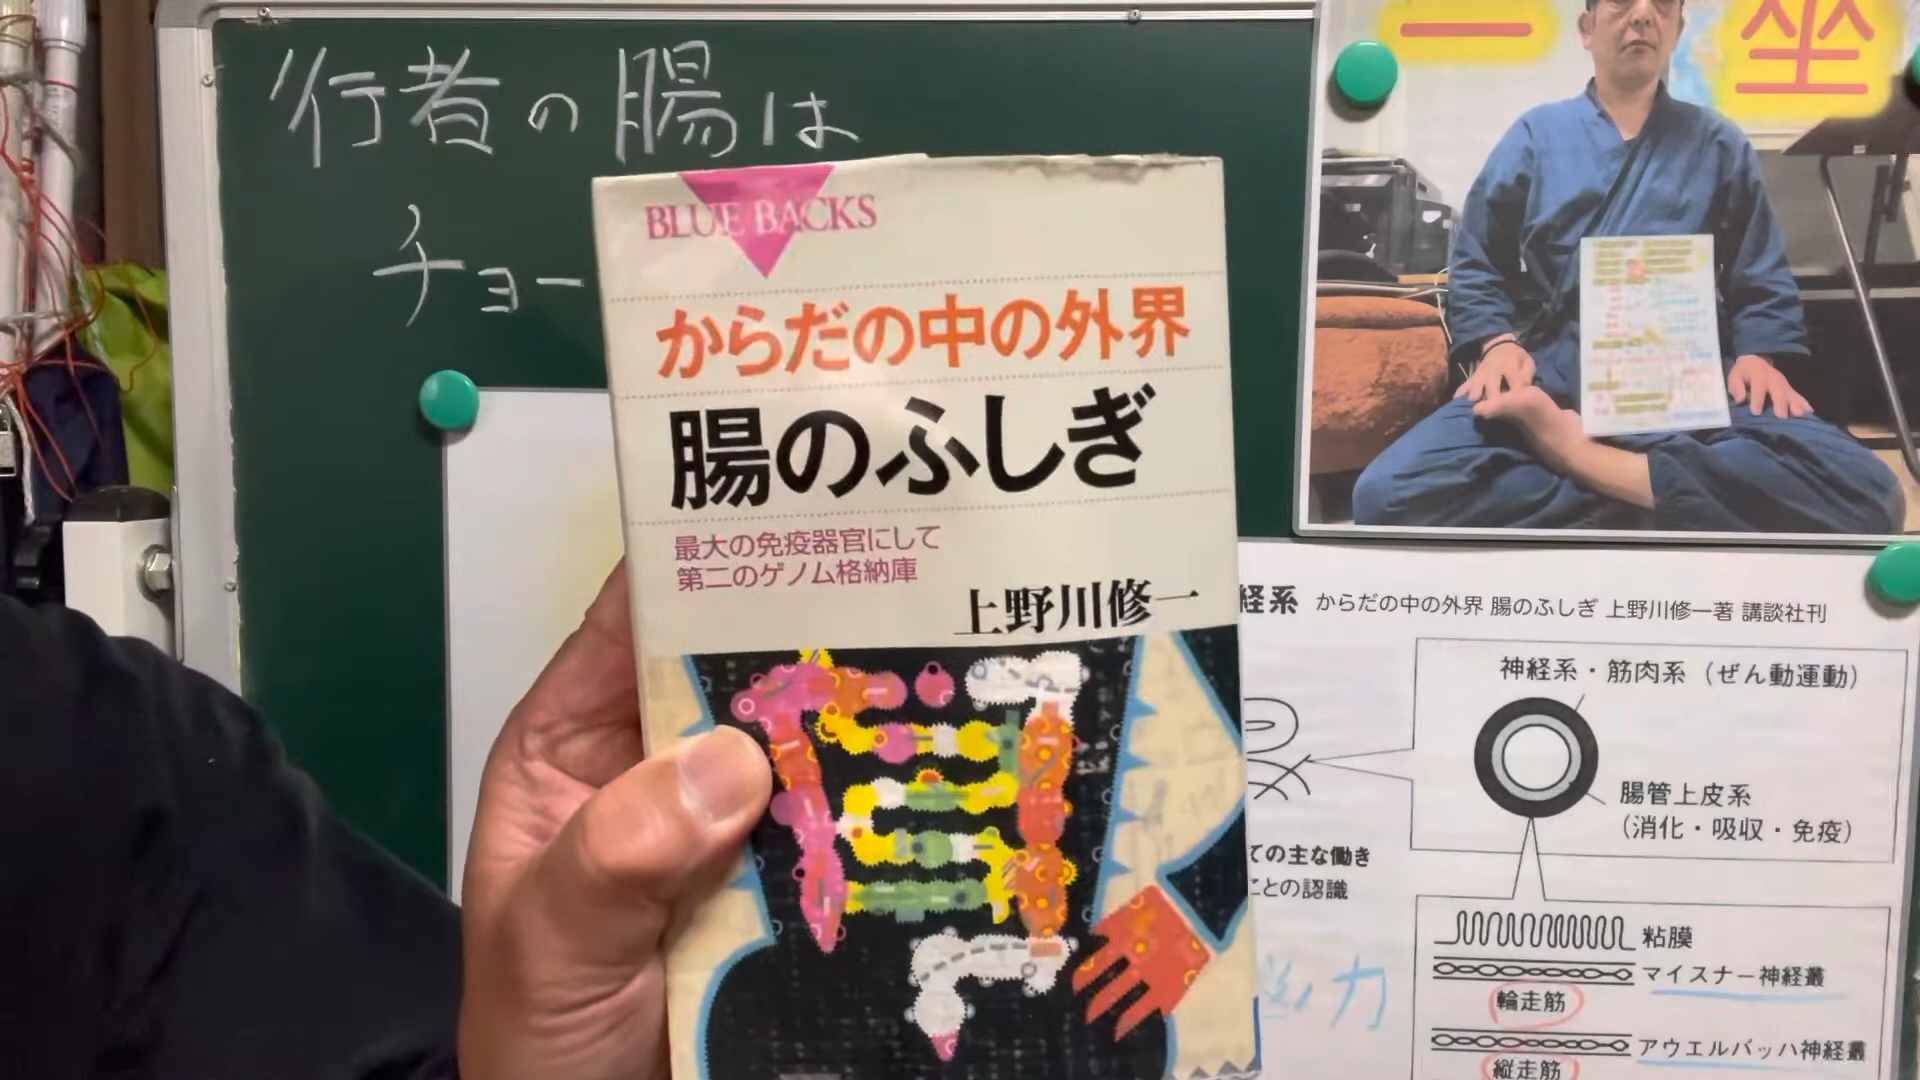 行者の腸は
チョー
一 坐
BLUE BACKS
からだの中の外界
腸のふしぎ
最大の免疫器官にして
第二のゲノム格納庫
上野川修一
経系 からだの中の外界 腸のふしぎ 上野川修一著 講談社刊
神経系・筋肉系（ぜん動運動）
腸管上皮系
（消化・吸収・免疫）
ての主な働き
ことの認識
粘膜
マイスナー神経叢
輪走筋
アウエルバッハ神経叢
縦走筋
力